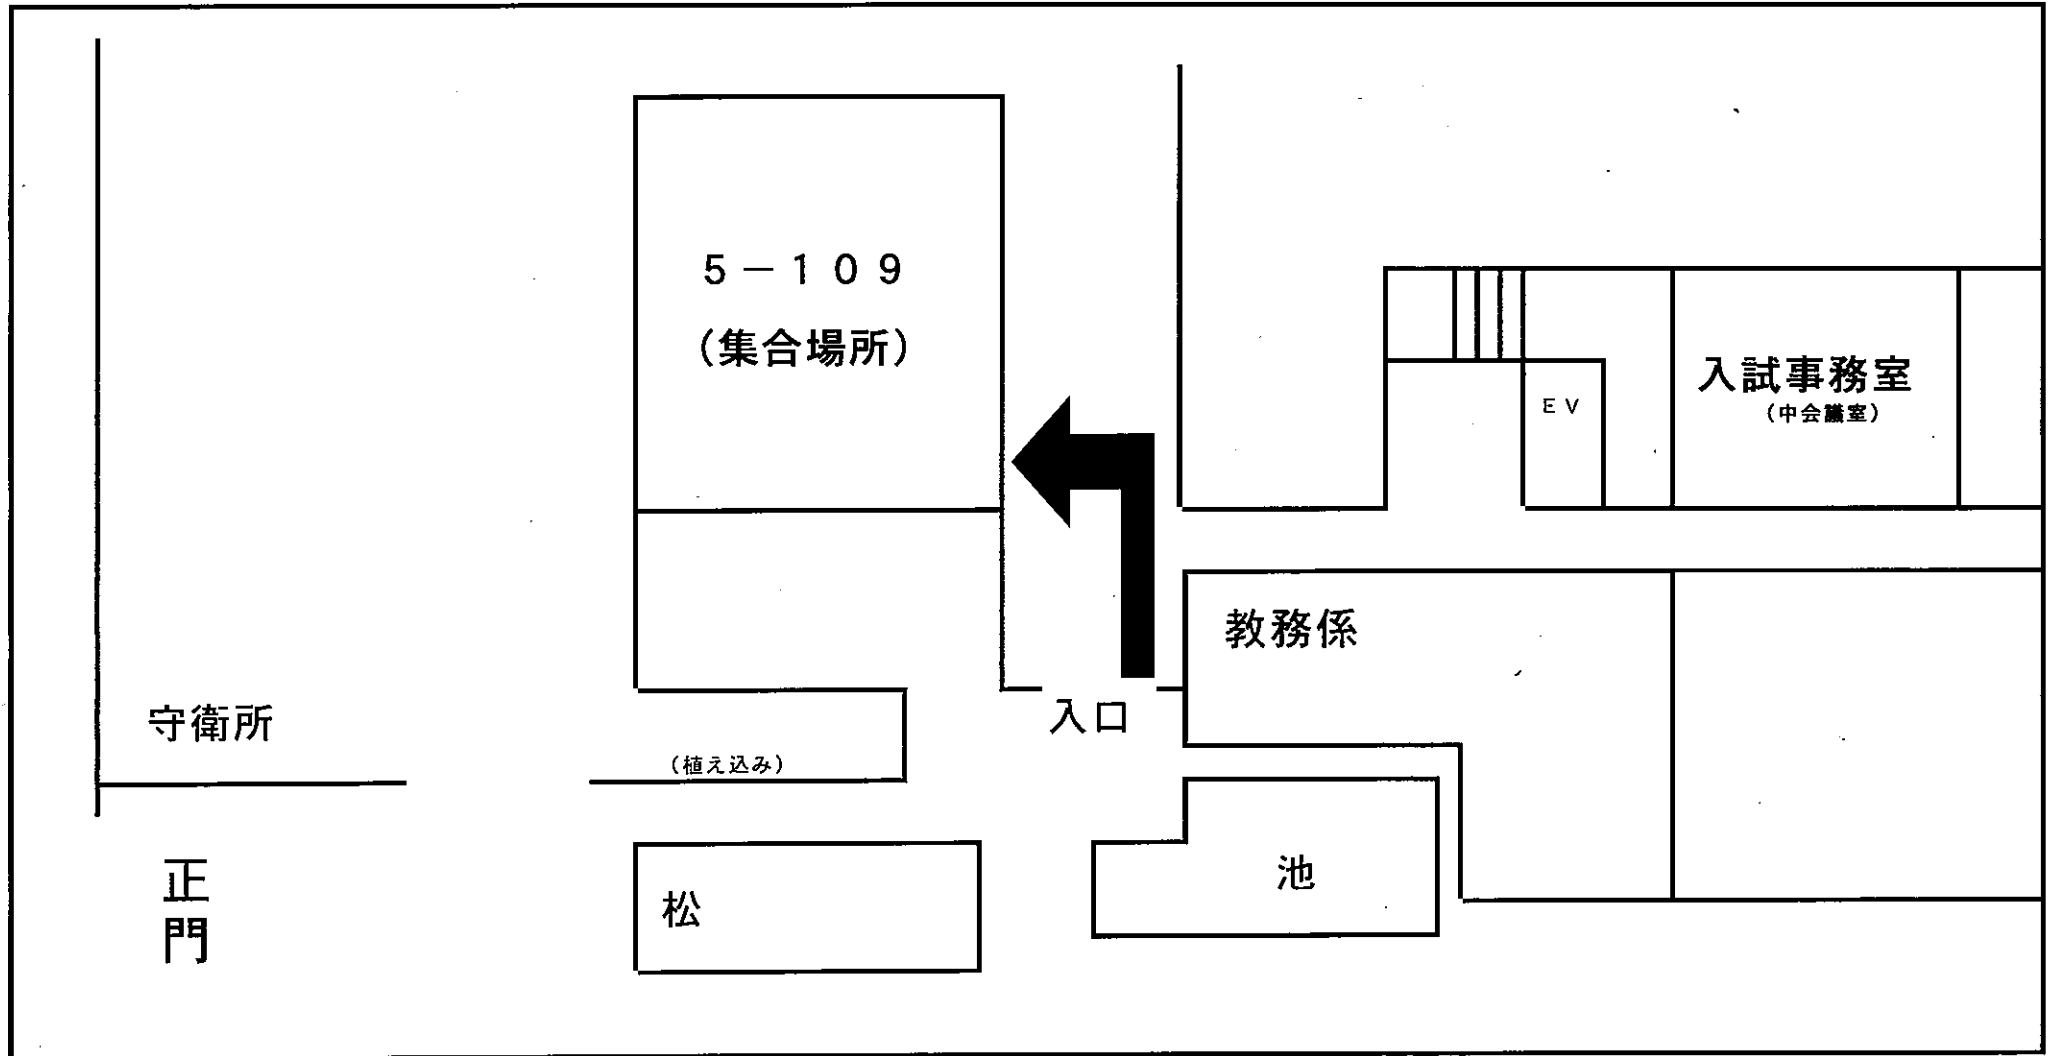 5－109
（集合場所）
入試事務室
（中会議室）
ＥＶ
教務係
入口
守衛所
（植え込み）
池
松
正門